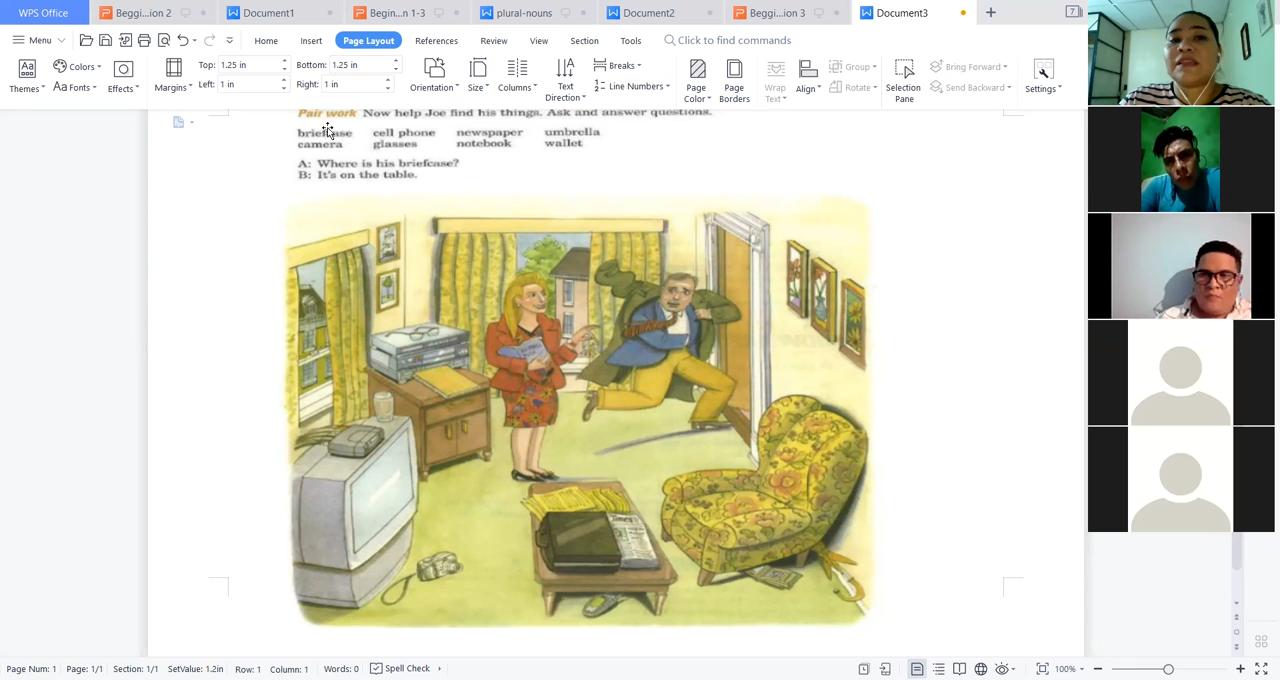 WPS Office
Beggi...ion 2
Document1
Begin...n 1-3
plural-nouns
Document2
Beggi...ion 3
Document3
7
Menu
Home
Insert
Page Layout
References
Review
View
Section
Tools
Click to find commands
Themes
Colors
Fonts
Effects
Margins
Top: 1.25 in
Bottom: 1.25 in
Left: 1 in
Right: 1 in
Orientation
Size
Columns
Text Direction
Breaks
Line Numbers
Page Color
Page Borders
Wrap Text
Align
Group
Rotate
Selection Pane
Bring Forward
Send Backward
Settings
Pair work Now help Joe find his things. Ask and answer questions.
briefcase cell phone newspaper umbrella
camera glasses notebook wallet
A: Where is his briefcase?
B: It's on the table.
Times
Page Num: 1 Page: 1/1 Section: 1/1 SetValue: 1.2in Row: 1 Column: 1 Words: 0 Spell Check 100%